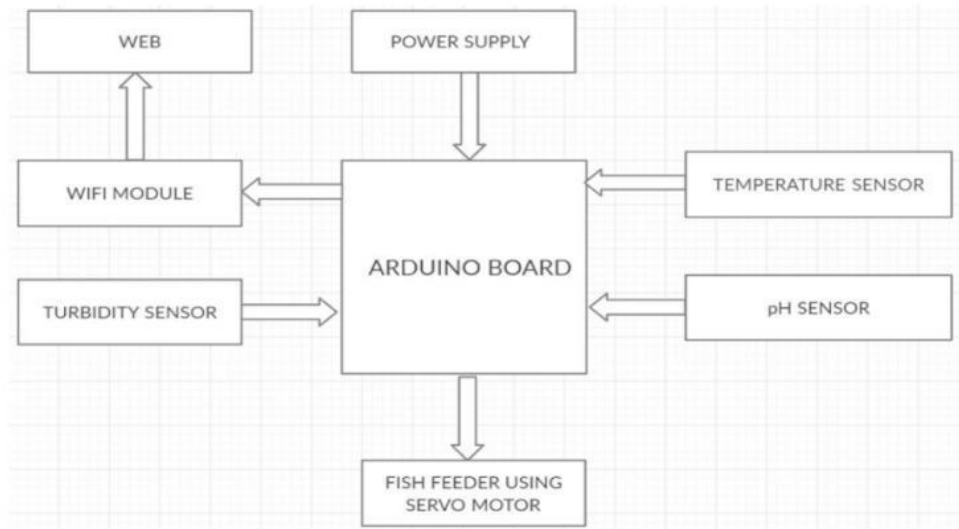 WEB
POWER SUPPLY
WIFI MODULE
TEMPERATURE SENSOR
ARDUINO BOARD
TURBIDITY SENSOR
pH SENSOR
FISH FEEDER USING
SERVO MOTOR